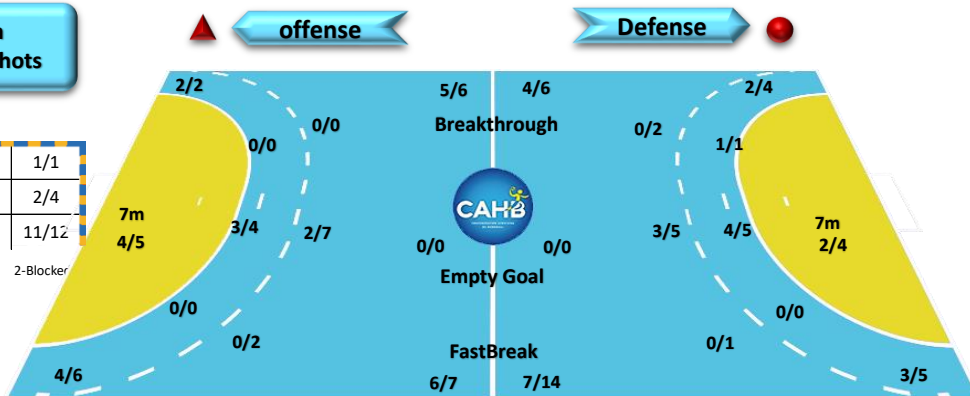 hots
offense
Defense
1/1
2/4
11/12
2-Blocked
2/2
0/0
0/0
5/6
4/6
Breakthrough
0/2
2/4
1/1
7m
4/5
3/4
2/7
CAHB
0/0
0/0
Empty Goal
3/5
4/5
7m
2/4
0/0
0/2
4/6
FastBreak
6/7
7/14
0/0
0/1
3/5